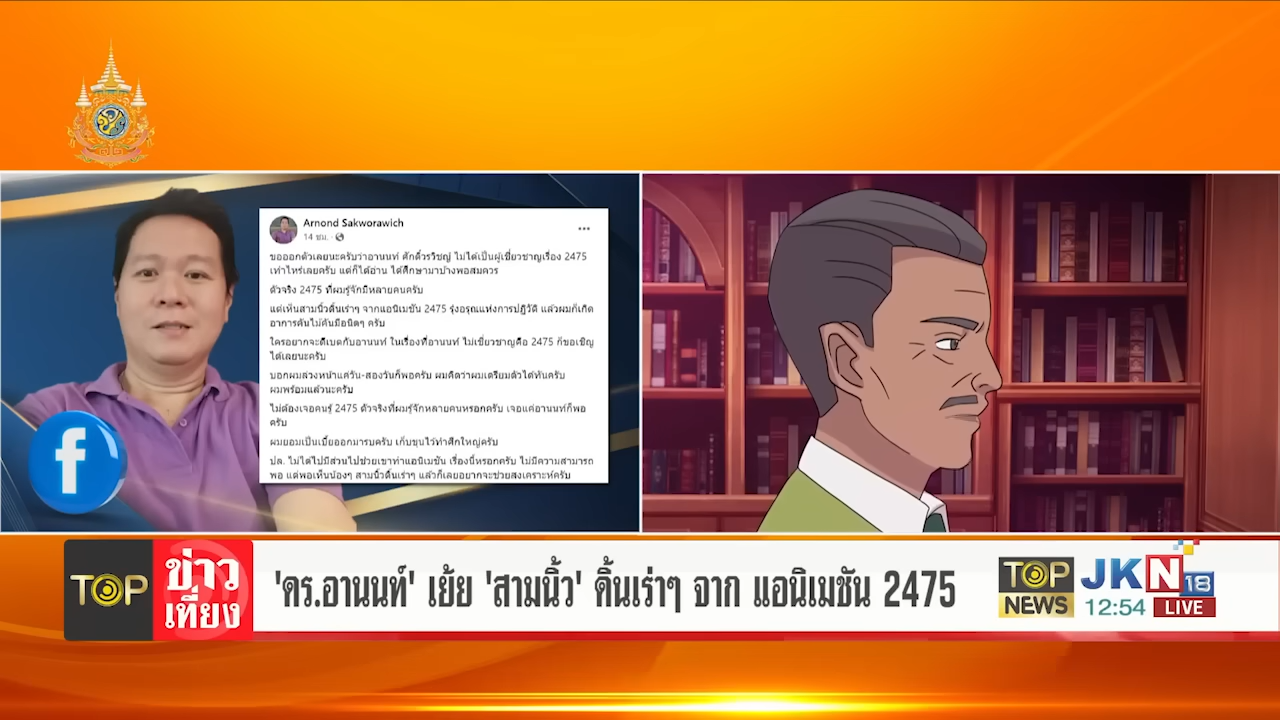 Arnond Sakworawich
14 ชม.
ขอออกตัวเลยนะครับว่าอานนท์ ศักดิ์วรวิชญ์ ไม่ได้เป็นผู้เชี่ยวชาญเรื่อง 2475
เท่าไหร่เลยครับ แต่ก็ได้อ่าน ได้ศึกษามาบ้างพอสมควร
ตัวจริง 2475 ที่ผมรู้จักมีหลายคนครับ
แต่เห็นสามนิ้วดิ้นเร่าๆ จากแอนิเมชัน 2475 รุ่งอรุณแห่งการปฏิวัติ แล้วผมก็เกิด
อาการคันไม้คันมือนิดๆ ครับ
ใครอยากจะดีเบตกับอานนท์ ในเรื่องที่อานนท์ ไม่เชี่ยวชาญคือ 2475 ก็ขอเชิญ
ได้เลยนะครับ
บอกผมล่วงหน้าแค่วัน-สองวันก็พอครับ ผมคิดว่าผมเตรียมตัวได้ทันครับ
ผมพร้อมแล้วนะครับ
ไม่ต้องเจอคนรู้ 2475 ตัวจริงที่ผมรู้จักหลายคนหรอกครับ เจอแค่อานนท์ก็พอ
ครับ
ผมยอมเป็นเบี้ยออกมารบครับ เก็บขุนไว้ทำศึกใหญ่ครับ
ปล. ไม่ได้ไปมีส่วนไปช่วยเขาทำแอนิเมชัน เรื่องนี้หรอกครับ ไม่มีความสามารถ
พอ แต่พอเห็นน้องๆ สามนิ้วดิ้นเร่าๆ แล้วก็เลยอยากจะช่วยสงเคราะห์ครับ
TOP ข่าวเที่ยง
'ดร.อานนท์' เย้ย 'สามนิ้ว' ดิ้นเร่าๆ จาก แอนิเมชัน 2475
TOP NEWS
JKN 18
12:54 LIVE